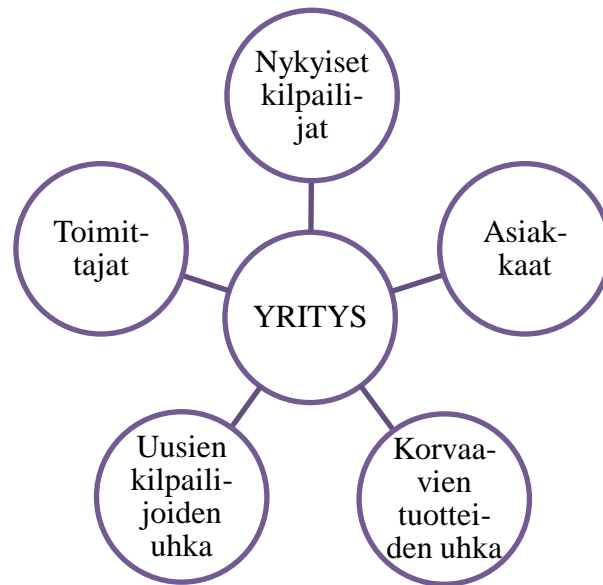 Nykyiset
kilpaili-
jat
Toimit-
tajat
Asiak-
kaat
YRITYS
Uusien
kilpaili-
joiden
uhka
Korvaa-
vien
tuottei-
den uhka